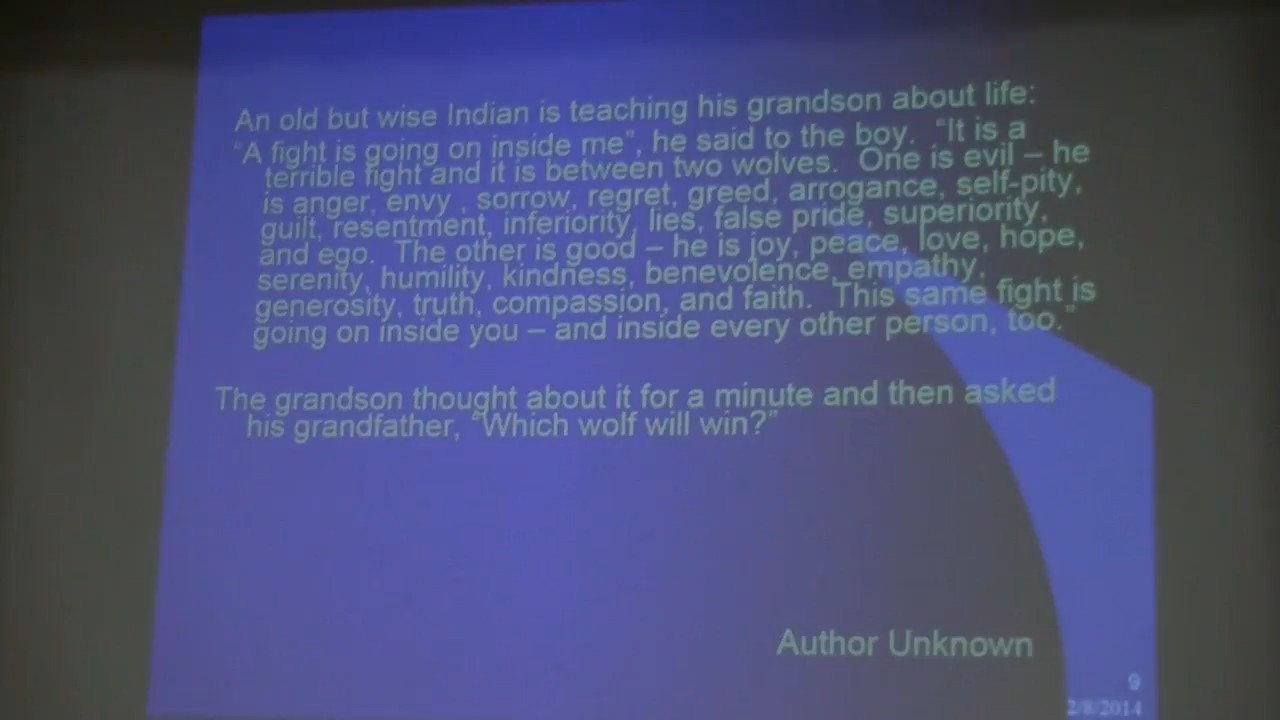 An old but wise Indian is teaching his grandson about life:
“A fight is going on inside me”, he said to the boy. “It is a
terrible fight and it is between two wolves. One is evil – he
is anger, envy , sorrow, regret, greed, arrogance, self-pity,
guilt, resentment, inferiority, lies, false pride, superiority,
and ego. The other is good – he is joy, peace, love, hope,
serenity, humility, kindness, benevolence, empathy,
generosity, truth, compassion, and faith. This same fight is
going on inside you – and inside every other person, too.”
The grandson thought about it for a minute and then asked
his grandfather, “Which wolf will win?”
Author Unknown
9
2/8/2014